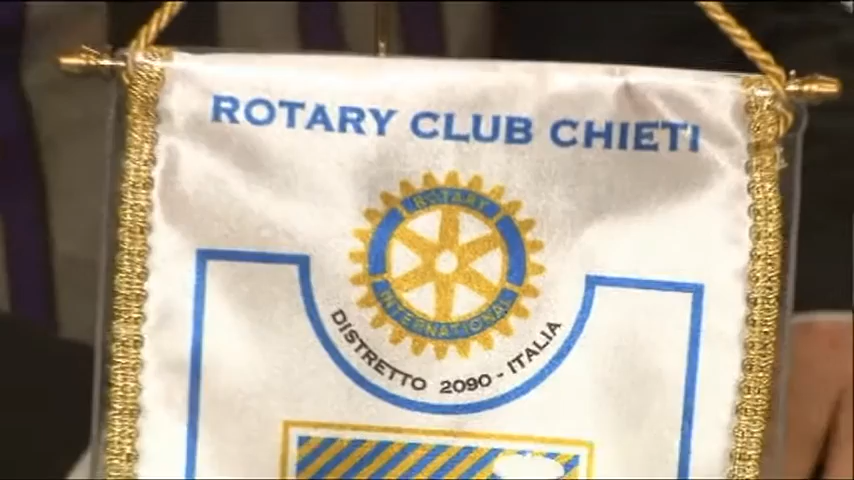 ROTARY CLUB CHIETI
ROTARY
INTERNATIONAL
DISTRETTO 2090 - ITALIA